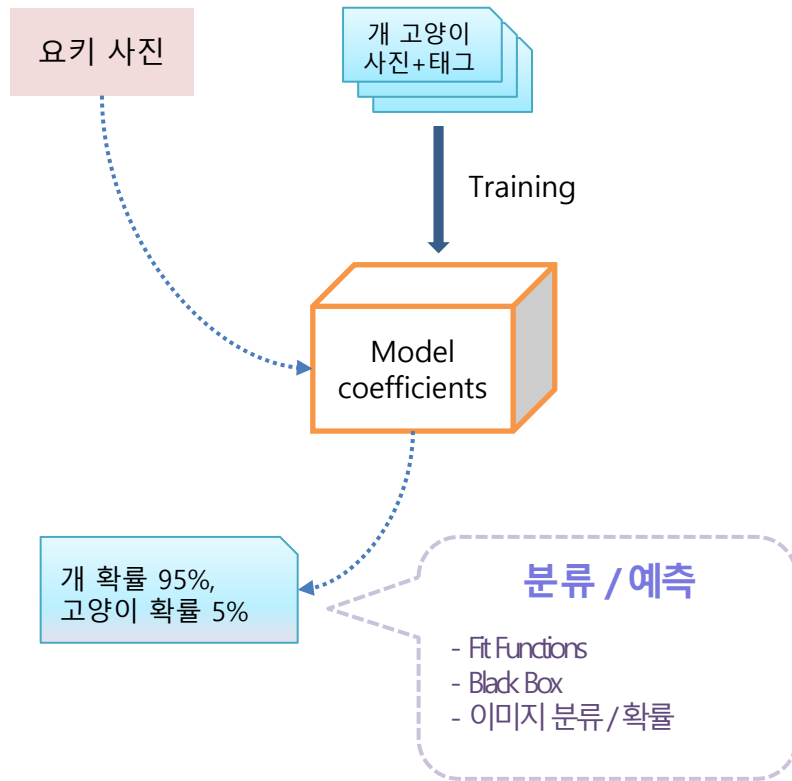 요키 사진
개 고양이
사진+태그
Training
Model
coefficients
개 확률 95%,
고양이 확률 5%
분류 / 예측
- Fit Functions
- Black Box
- 이미지 분류 / 확률